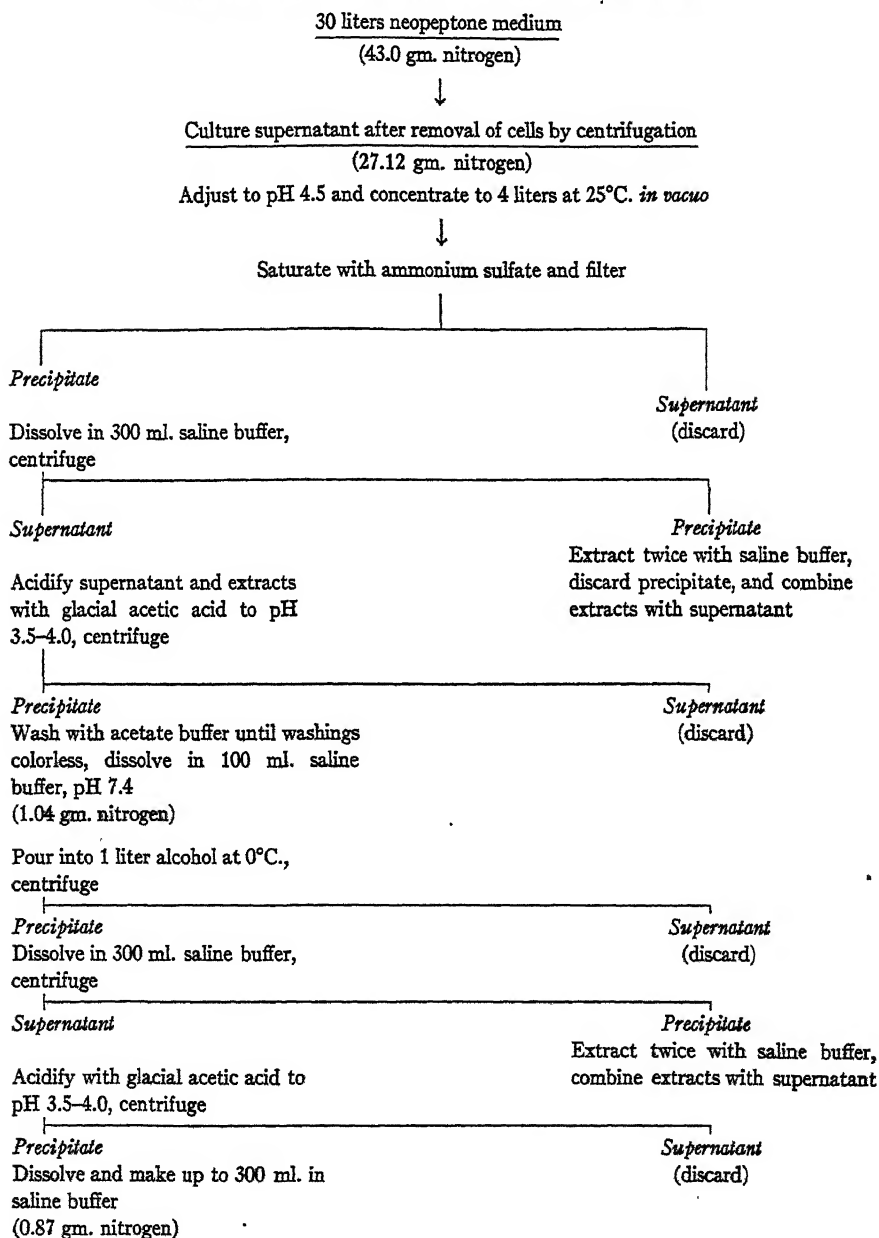 30 liters neopeptone medium
(43.0 gm. nitrogen)
↓
Culture supernatant after removal of cells by centrifugation
(27.12 gm. nitrogen)
Adjust to pH 4.5 and concentrate to 4 liters at 25°C. in vacuo
↓
Saturate with ammonium sulfate and filter
Precipitate
Supernatant
(discard)
Dissolve in 300 ml. saline buffer,
centrifuge
Supernatant
Precipitate
Extract twice with saline buffer,
discard precipitate, and combine
extracts with supernatant
Acidify supernatant and extracts
with glacial acetic acid to pH
3.5–4.0, centrifuge
Precipitate
Wash with acetate buffer until washings
colorless, dissolve in 100 ml. saline
buffer, pH 7.4
(1.04 gm. nitrogen)
Supernatant
(discard)
Pour into 1 liter alcohol at 0°C.,
centrifuge
Precipitate
Dissolve in 300 ml. saline buffer,
centrifuge
Supernatant
(discard)
Supernatant
Precipitate
Extract twice with saline buffer,
combine extracts with supernatant
Acidify with glacial acetic acid to
pH 3.5–4.0, centrifuge
Precipitate
Dissolve and make up to 300 ml. in
saline buffer
(0.87 gm. nitrogen)
Supernatant
(discard)